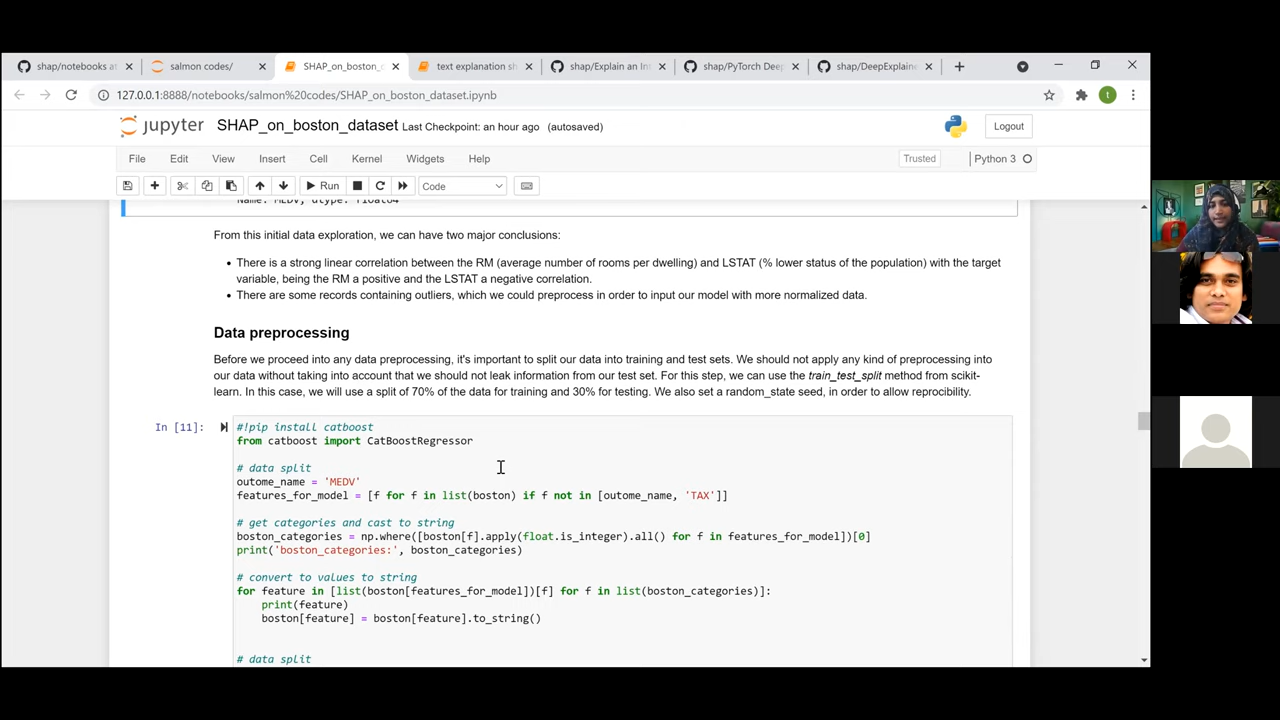 shap/notebooks at
salmon codes/
SHAP_on_boston_d
text explanation sh
shap/Explain an Int
shap/PyTorch Deep
shap/DeepExplaine
127.0.0.1:8888/notebooks/salmon%20codes/SHAP_on_boston_dataset.ipynb
t
jupyter SHAP_on_boston_dataset Last Checkpoint: an hour ago (autosaved)
Logout
File Edit View Insert Cell Kernel Widgets Help
Trusted
Python 3
Run
Code
Name: MEDV, dtype: float64
From this initial data exploration, we can have two major conclusions:
• There is a strong linear correlation between the RM (average number of rooms per dwelling) and LSTAT (% lower status of the population) with the target
variable, being the RM a positive and the LSTAT a negative correlation.
• There are some records containing outliers, which we could preprocess in order to input our model with more normalized data.
Data preprocessing
Before we proceed into any data preprocessing, it's important to split our data into training and test sets. We should not apply any kind of preprocessing into
our data without taking into account that we should not leak information from our test set. For this step, we can use the train_test_split method from scikit-
learn. In this case, we will use a split of 70% of the data for training and 30% for testing. We also set a random_state seed, in order to allow reprocibility.
In [11]:
#!pip install catboost
from catboost import CatBoostRegressor
# data split
outome_name = 'MEDV'
features_for_model = [f for f in list(boston) if f not in [outome_name, 'TAX']]
# get categories and cast to string
boston_categories = np.where([boston[f].apply(float.is_integer).all() for f in features_for_model])[0]
print('boston_categories:', boston_categories)
# convert to values to string
for feature in [list(boston[features_for_model])[f] for f in list(boston_categories)]:
print(feature)
boston[feature] = boston[feature].to_string()
# data split